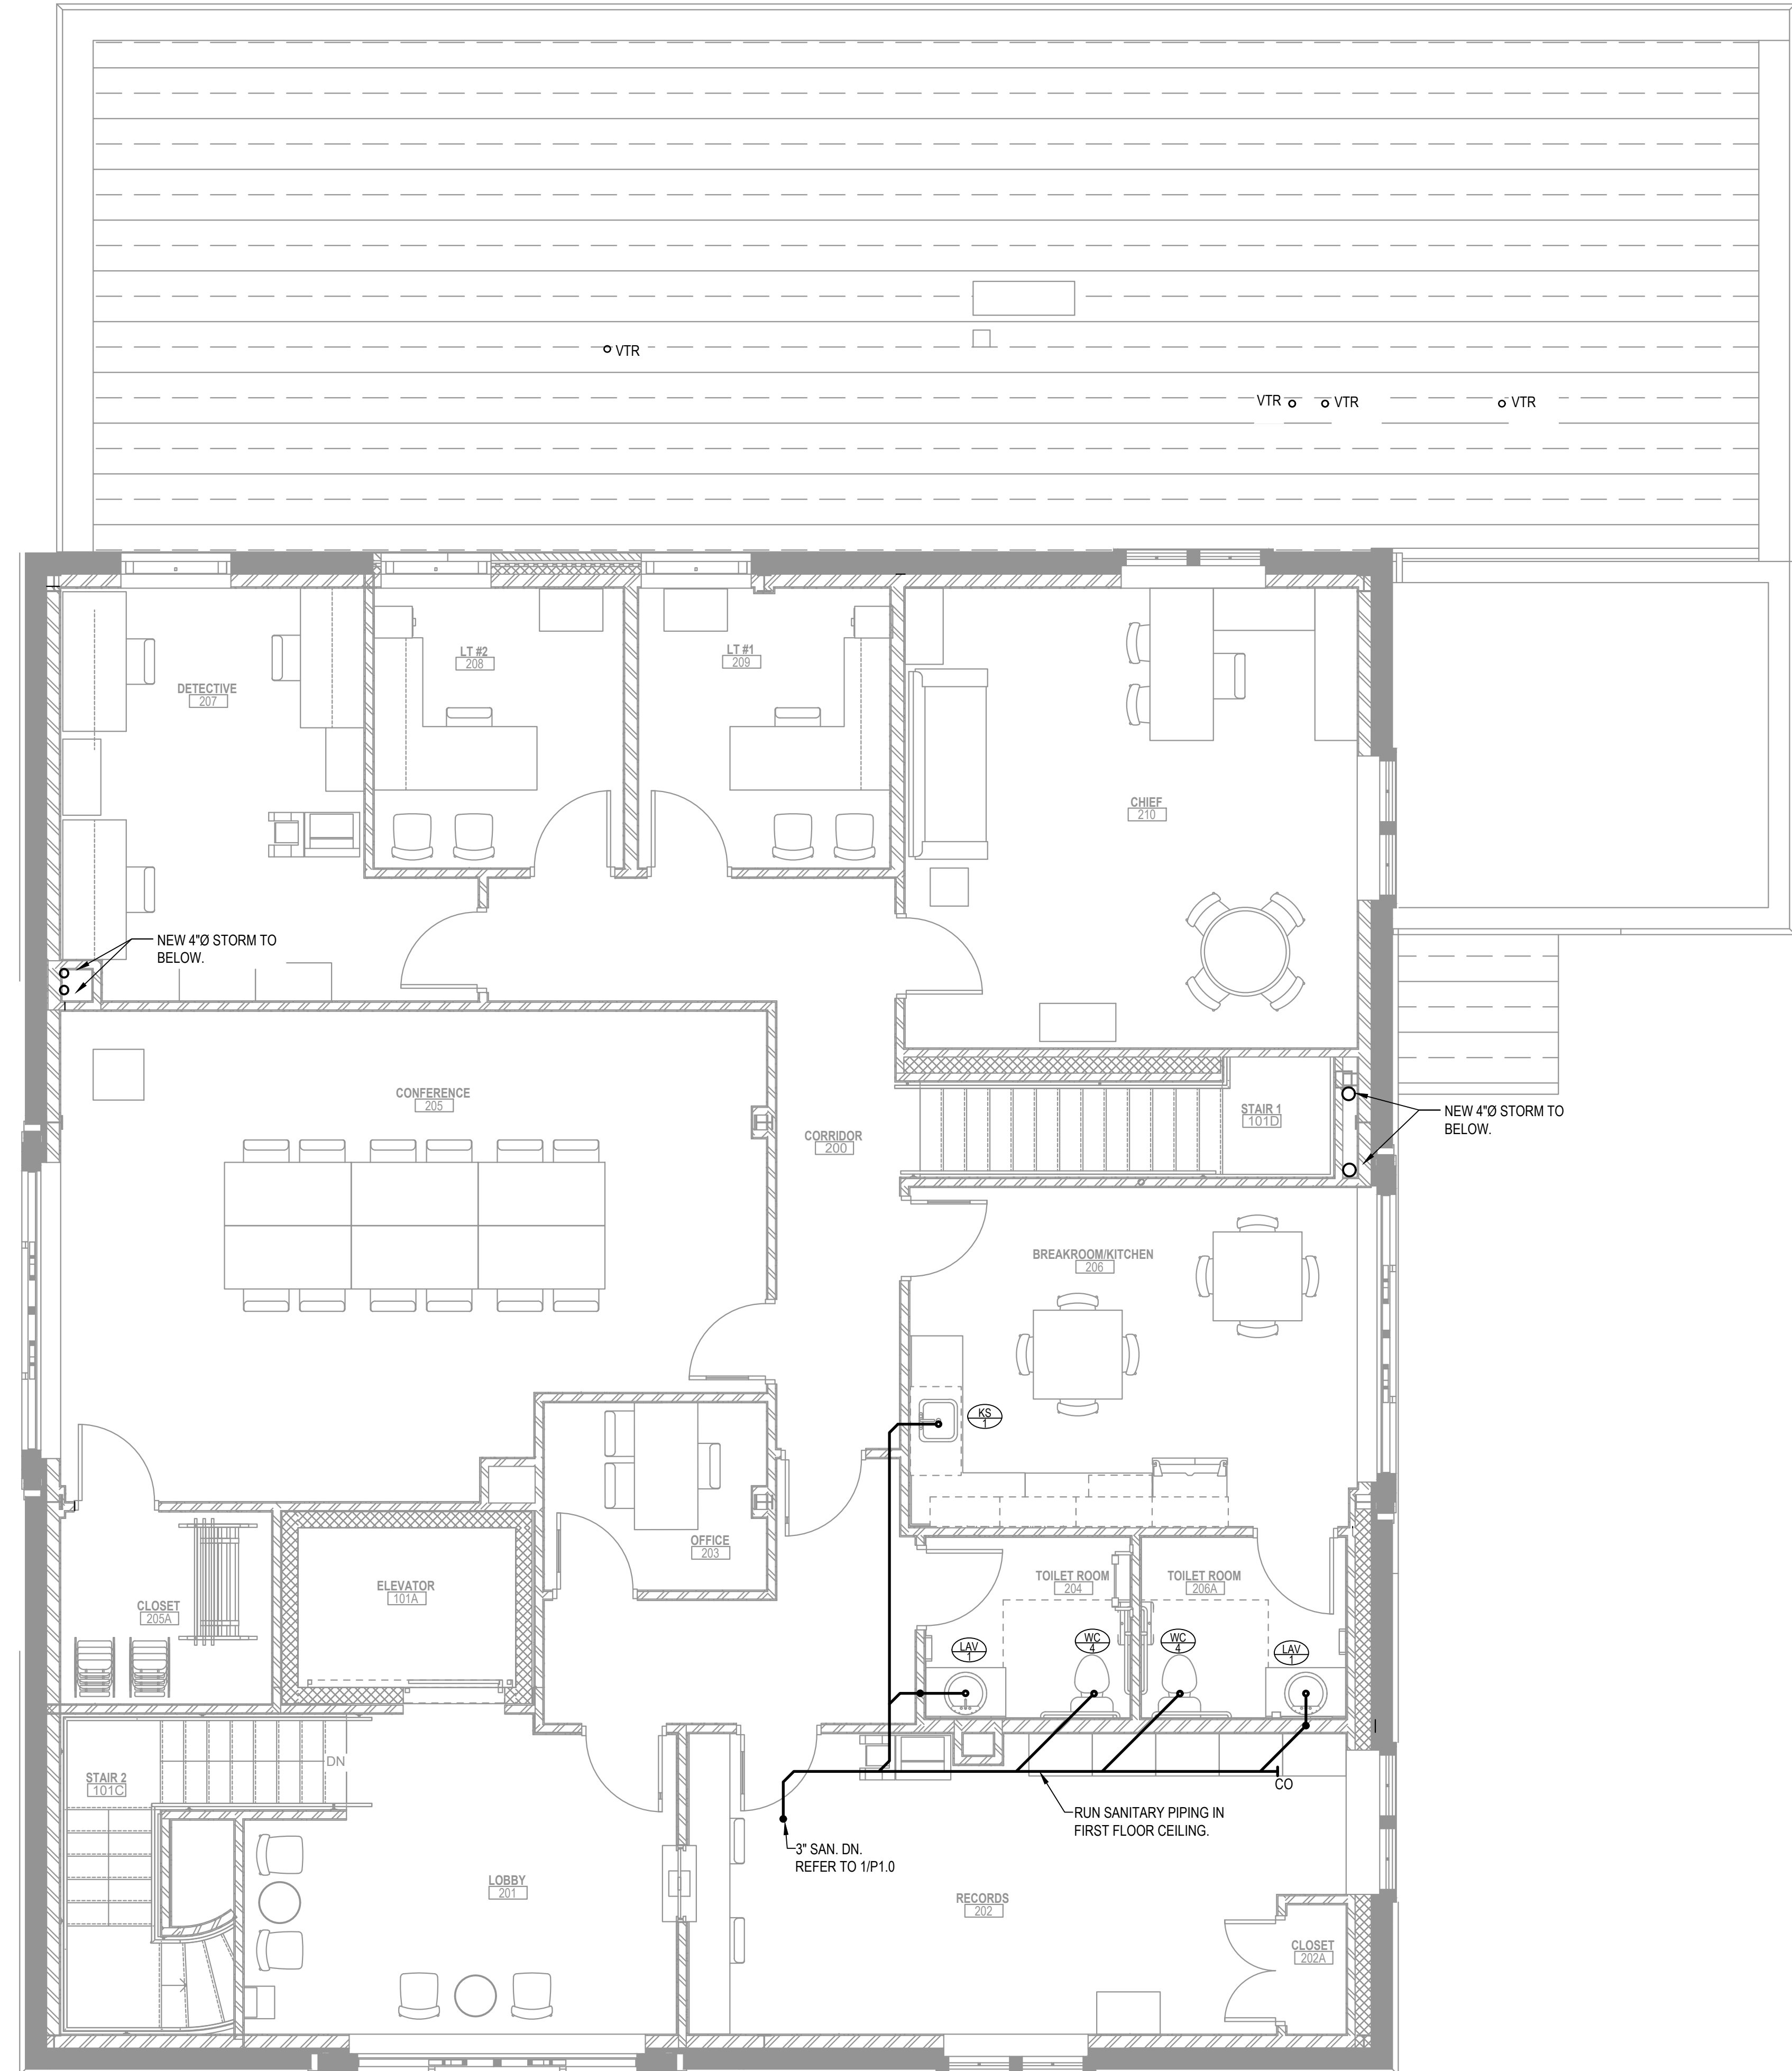 VTR
VTR
VTR
VTR
LT #2
208
LT #1
209
DETECTIVE
207
CHIEF
210
NEW 4"Ø STORM TO
BELOW.
CONFERENCE
205
CORRIDOR
200
STAIR 1
101D
NEW 4"Ø STORM TO
BELOW.
BREAKROOM/KITCHEN
206
KS
1
OFFICE
203
ELEVATOR
101A
CLOSET
205A
TOILET ROOM
204
TOILET ROOM
206A
LAV
1
WC
4
WC
4
LAV
1
DN
STAIR 2
101C
CO
RUN SANITARY PIPING IN
FIRST FLOOR CEILING.
3" SAN. DN.
REFER TO 1/P1.0
LOBBY
201
RECORDS
202
CLOSET
202A